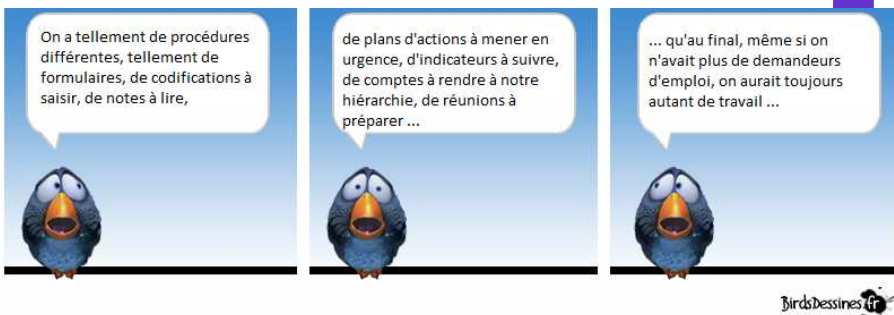 On a tellement de procédures
différentes, tellement de
formulaires, de codifications à
saisir, de notes à lire,
de plans d'actions à mener en
urgence, d'indicateurs à suivre,
de comptes à rendre à notre
hiérarchie, de réunions à
préparer ...
... qu'au final, même si on
n'avait plus de demandeurs
d'emploi, on aurait toujours
autant de travail ...
BirdsDessines.fr